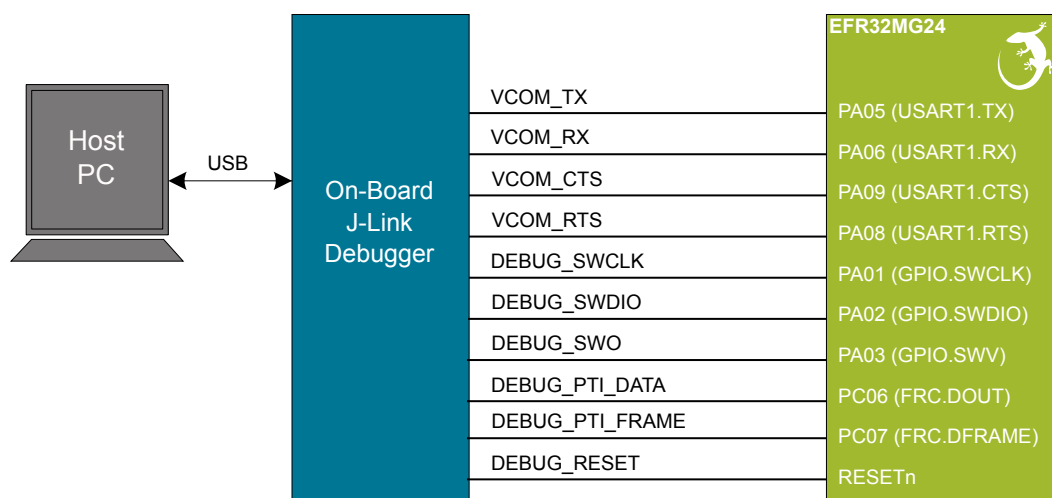 Host
PC
USB
On-Board
J-Link
Debugger
VCOM_TX
VCOM_RX
VCOM_CTS
VCOM_RTS
DEBUG_SWCLK
DEBUG_SWDIO
DEBUG_SWO
DEBUG_PTI_DATA
DEBUG_PTI_FRAME
DEBUG_RESET
EFR32MG24
PA05 (USART1.TX)
PA06 (USART1.RX)
PA09 (USART1.CTS)
PA08 (USART1.RTS)
PA01 (GPIO.SWCLK)
PA02 (GPIO.SWDIO)
PA03 (GPIO.SWV)
PC06 (FRC.DOUT)
PC07 (FRC.DFRAME)
RESETn